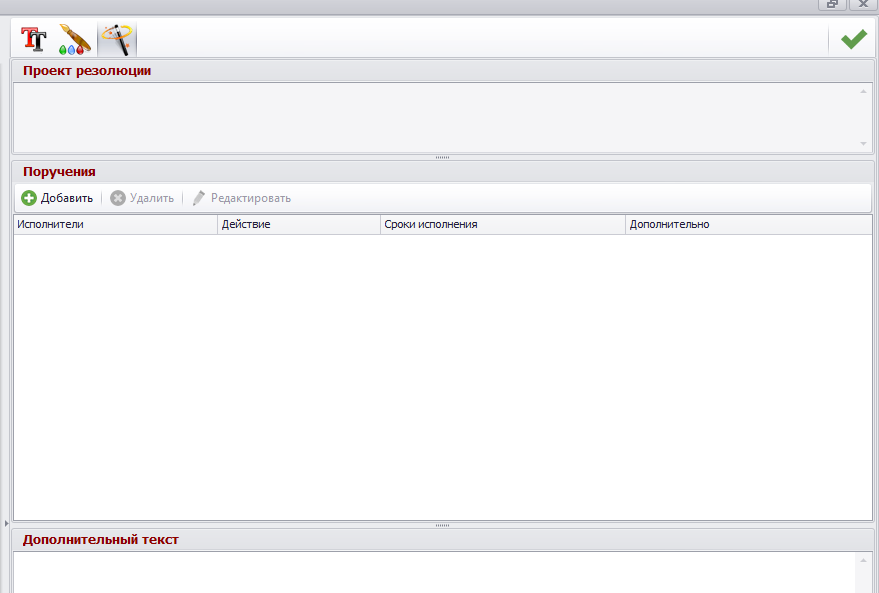 Проект резолюции
Поручения
Добавить Удалить Редактировать
Исполнители Действие Сроки исполнения Дополнительно
Дополнительный текст